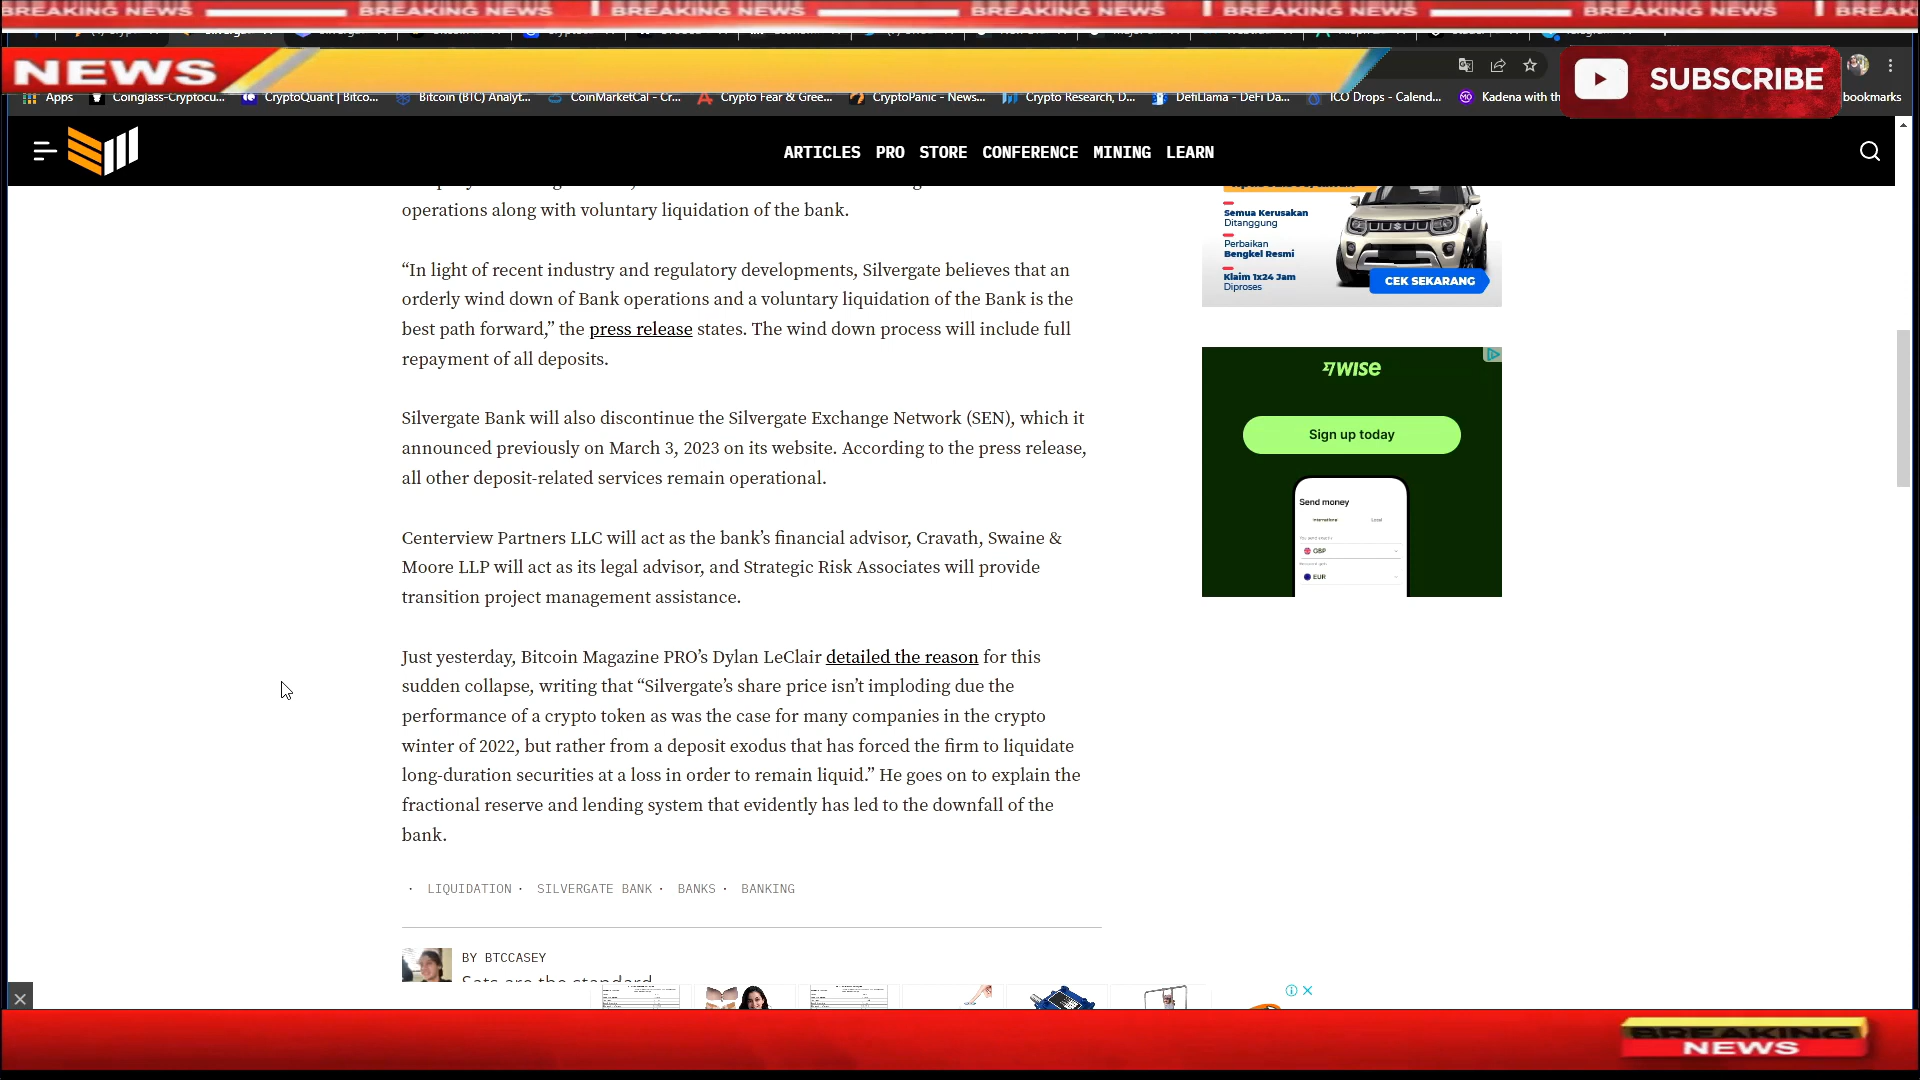 BREAKING NEWS BREAKING NEWS BREAKING NEWS BREAKING NEWS BREAKING NEWS BREAKING NEWS
NEWS
SUBSCRIBE
Apps Coinglass-Cryptocu... CryptoQuant | Bitco... Bitcoin (BTC) Analyt... CoinMarketCal - Cr... Crypto Fear & Gree... CryptoPanic - News... Crypto Research, D... DefiLlama - DeFi Da... ICO Drops - Calend... Kadena with th bookmarks
ARTICLES PRO STORE CONFERENCE MINING LEARN
operations along with voluntary liquidation of the bank.
“In light of recent industry and regulatory developments, Silvergate believes that an
orderly wind down of Bank operations and a voluntary liquidation of the Bank is the
best path forward,” the press release states. The wind down process will include full
repayment of all deposits.
Silvergate Bank will also discontinue the Silvergate Exchange Network (SEN), which it
announced previously on March 3, 2023 on its website. According to the press release,
all other deposit-related services remain operational.
Centerview Partners LLC will act as the bank’s financial advisor, Cravath, Swaine &
Moore LLP will act as its legal advisor, and Strategic Risk Associates will provide
transition project management assistance.
Just yesterday, Bitcoin Magazine PRO’s Dylan LeClair detailed the reason for this
sudden collapse, writing that “Silvergate’s share price isn’t imploding due the
performance of a crypto token as was the case for many companies in the crypto
winter of 2022, but rather from a deposit exodus that has forced the firm to liquidate
long-duration securities at a loss in order to remain liquid.” He goes on to explain the
fractional reserve and lending system that evidently has led to the downfall of the
bank.
· LIQUIDATION · SILVERGATE BANK · BANKS · BANKING
BY BTCCASEY
Sats are the standard
Semua Kerusakan
Ditanggung
Perbaikan
Bengkel Resmi
Klaim 1x24 Jam
Diproses
CEK SEKARANG
WISE
Sign up today
Send money
International Local
GBP
EUR
BREAKING
NEWS